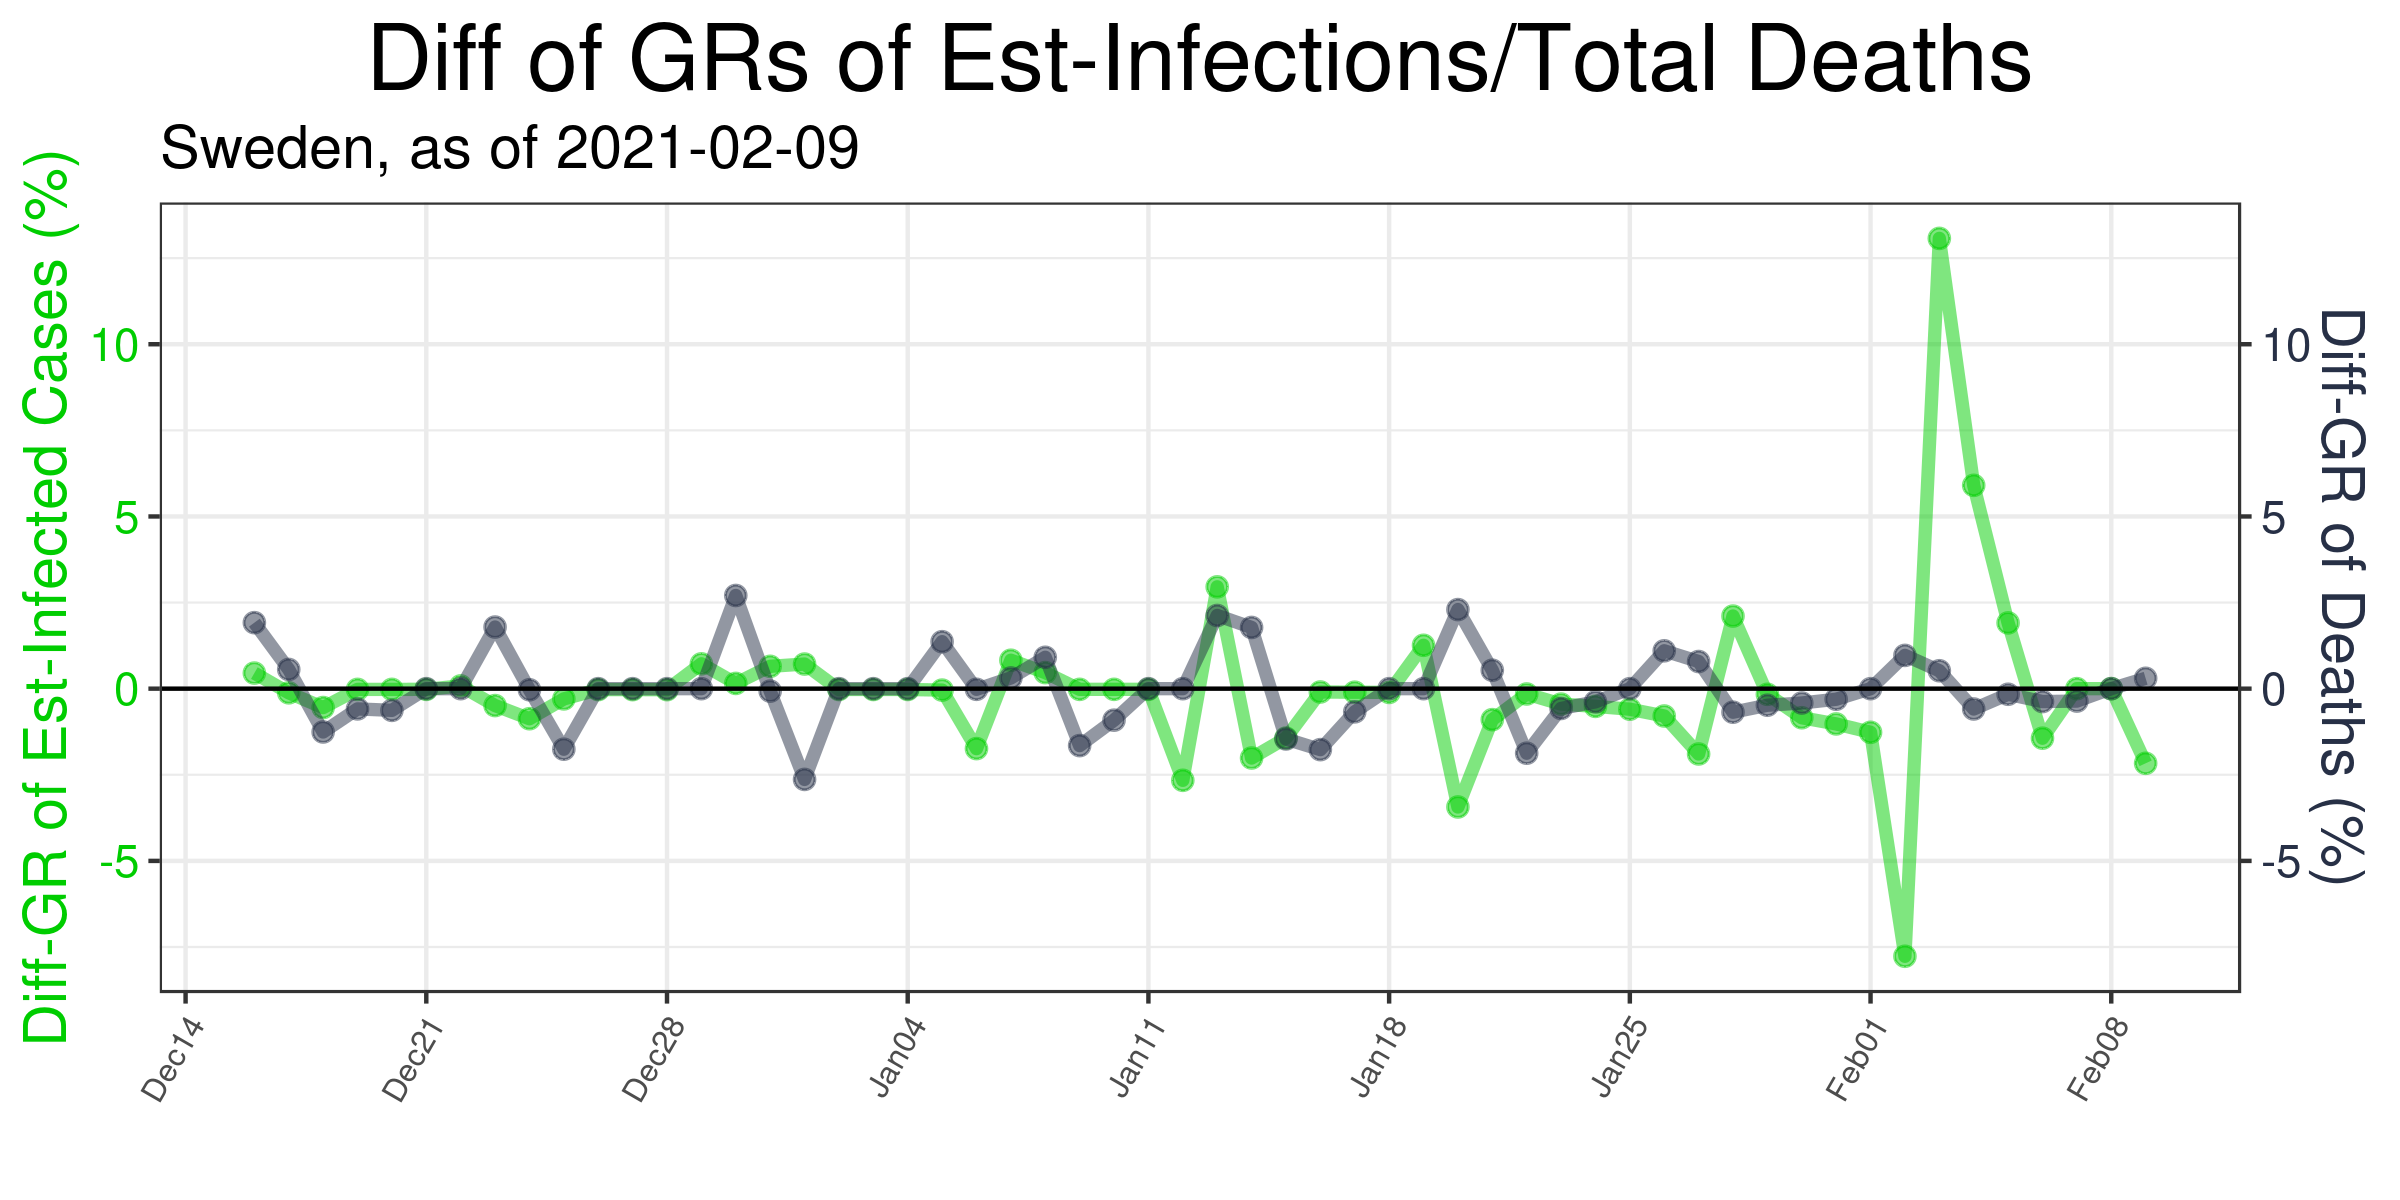 Diff of GRs of Est-Infections/Total Deaths
Sweden, as of 2021-02-09
Diff-GR of Est-Infected Cases (%)
10
5
0
-5
10
5
0
-5
Diff-GR of Deaths (%)
Dec14
Dec21
Dec28
Jan04
Jan11
Jan18
Jan25
Feb01
Feb08